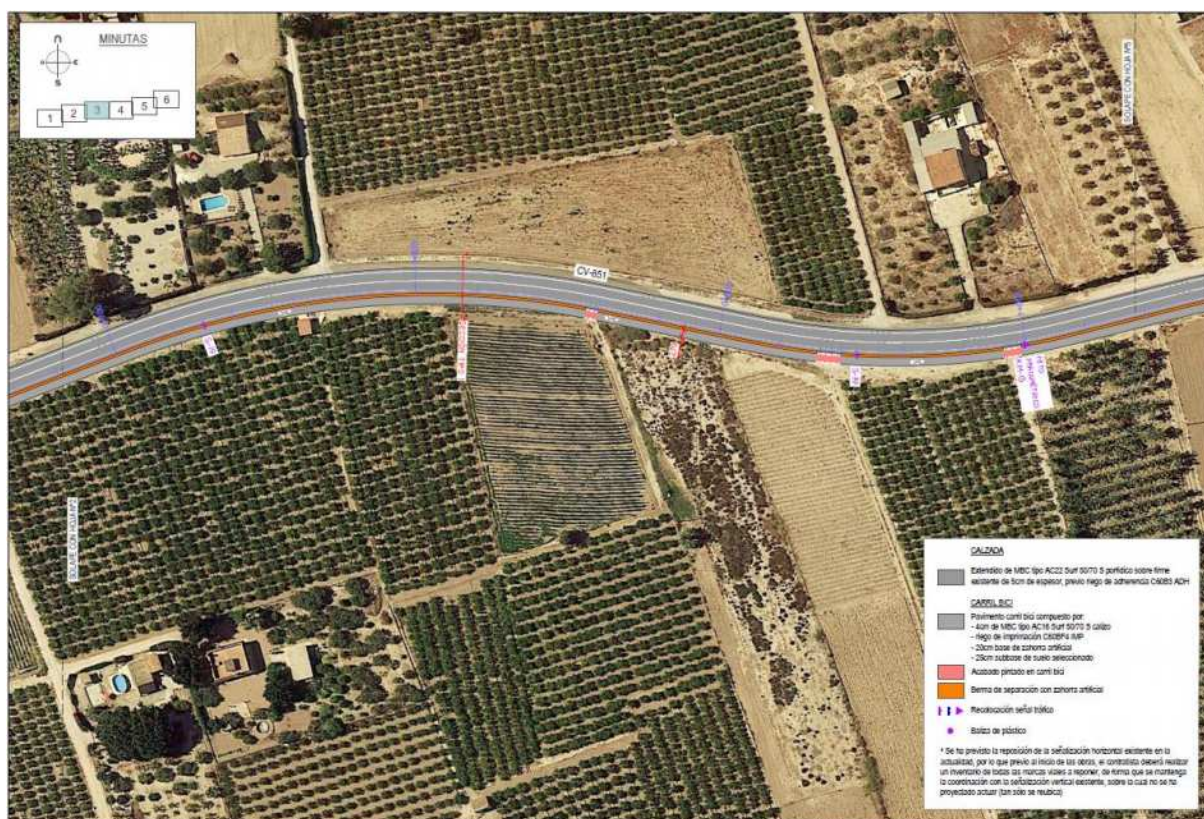 MINUTAS
n
S
1 2 3 4 5 6
SOLAPE CON HOJA Nº5
CV-851
SOLAPE CON HOJA Nº2
HITO
CALZADA
Extendido de MBC tipo AC22 Surf 50/70 S porfídico sobre firme
existente de 5cm de espesor, previo riego de adherencia C60B3 ADH
CARRIL BICI
Pavimento carril bici compuesto por:
- 4cm de MBC tipo AC16 Surf 50/70 S calizo
- riego de imprimación C60BF4 IMP
- 20cm base de zahorra artificial
- 25cm subbase de suelo seleccionado
Acabado pintado en carril bici
Berma de separación con zahorra artificial
Recolocación señal tráfico
Baliza de plástico
* Se ha previsto la reposición de la señalización horizontal existente en la
actualidad, por lo que previo al inicio de las obras, el contratista deberá realizar
un inventario de todas las marcas viales a reponer, de forma que se mantenga
la coordinación con la señalización vertical existente, sobre la cual no se ha
proyectado actuar (tan sólo se reubica)